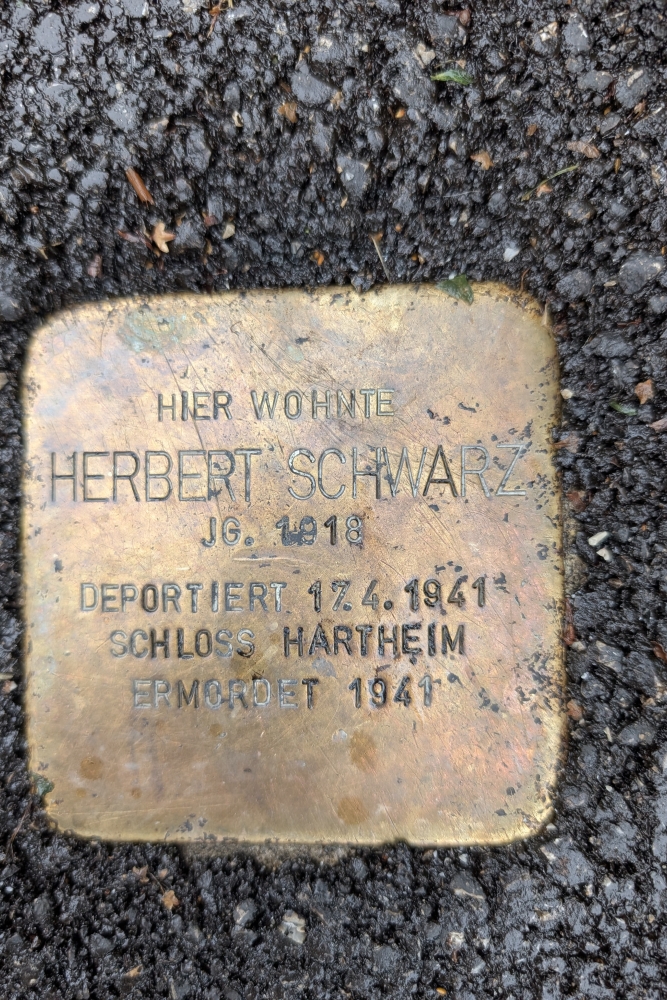 HIER WOHNTE
HERBERT SCHWARZ
JG. 1918
DEPORTIERT 17.4.1941
SCHLOSS HARTHEIM
ERMORDET 1941